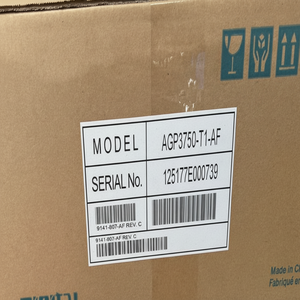 MODEL AGP3750-T1-AF
SERIAL No. 125177E000739
9141-807-AF REV. C
9141-807-AF REV. C
Made in C
Fabriqué en C